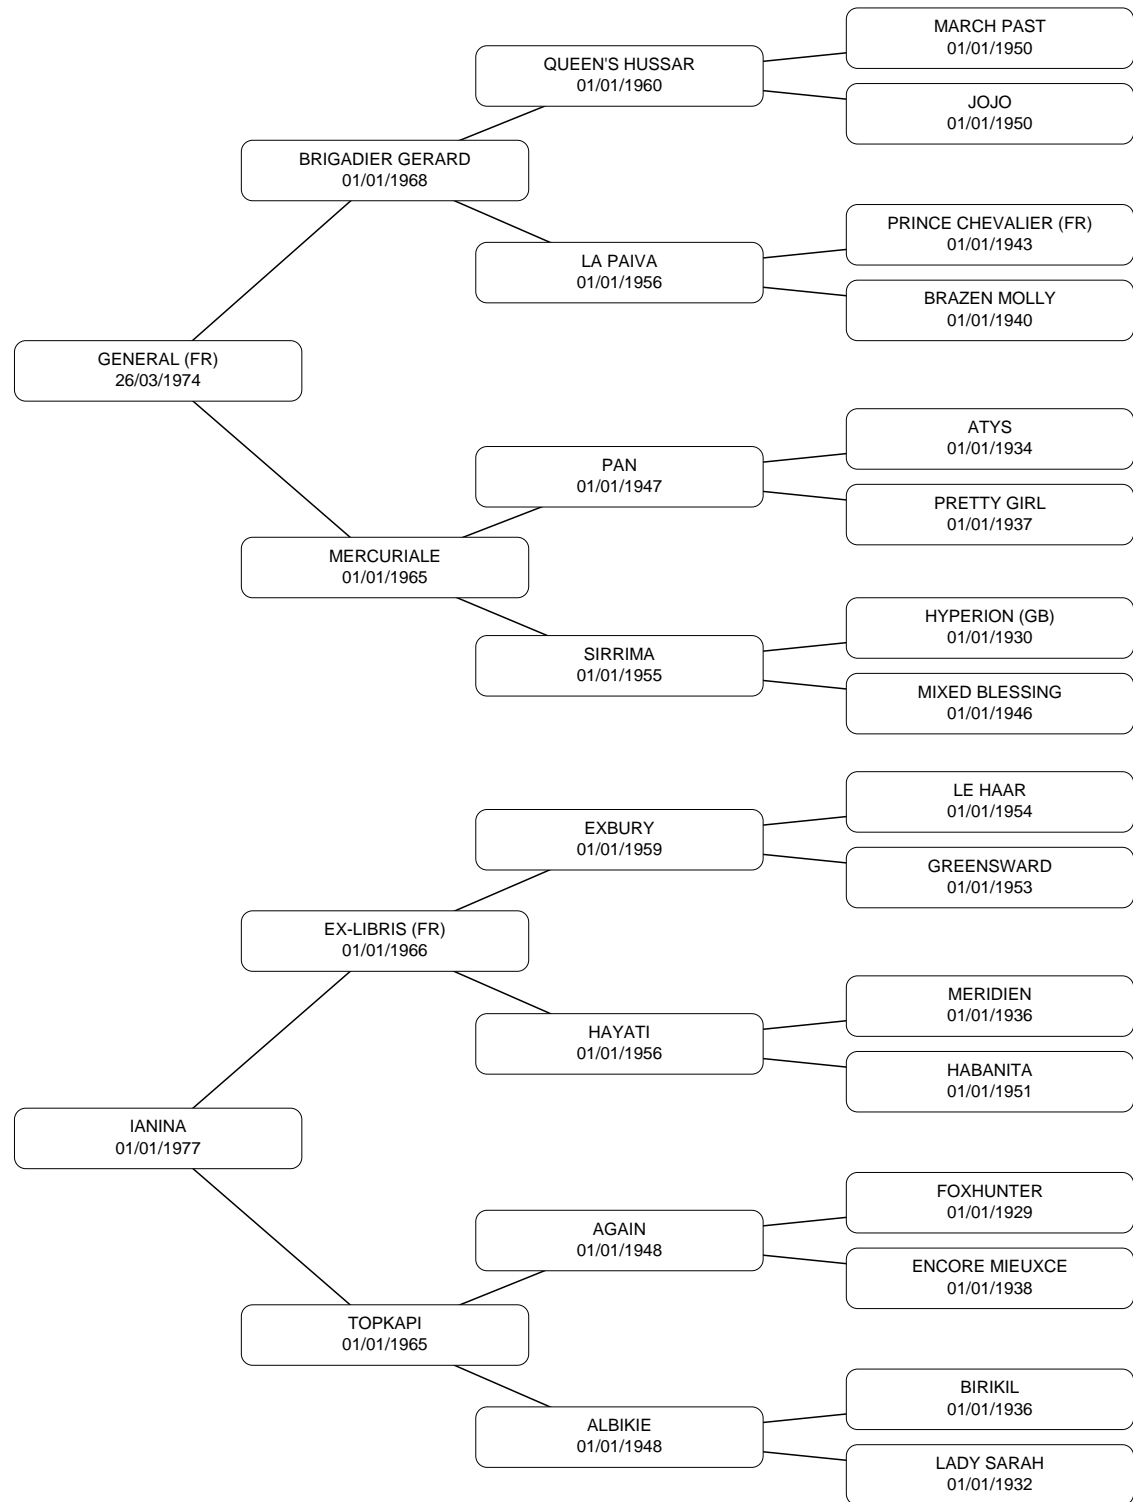 MARCH PAST
01/01/1950
QUEEN'S HUSSAR
01/01/1960
JOJO
01/01/1950
BRIGADIER GERARD
01/01/1968
PRINCE CHEVALIER (FR)
01/01/1943
LA PAIVA
01/01/1956
BRAZEN MOLLY
01/01/1940
GENERAL (FR)
26/03/1974
ATYS
01/01/1934
PAN
01/01/1947
PRETTY GIRL
01/01/1937
MERCURIALE
01/01/1965
HYPERION (GB)
01/01/1930
SIRRIMA
01/01/1955
MIXED BLESSING
01/01/1946
LE HAAR
01/01/1954
EXBURY
01/01/1959
GREENSWARD
01/01/1953
EX-LIBRIS (FR)
01/01/1966
MERIDIEN
01/01/1936
HAYATI
01/01/1956
HABANITA
01/01/1951
IANINA
01/01/1977
FOXHUNTER
01/01/1929
AGAIN
01/01/1948
ENCORE MIEUXCE
01/01/1938
TOPKAPI
01/01/1965
BIRIKIL
01/01/1936
ALBIKIE
01/01/1948
LADY SARAH
01/01/1932